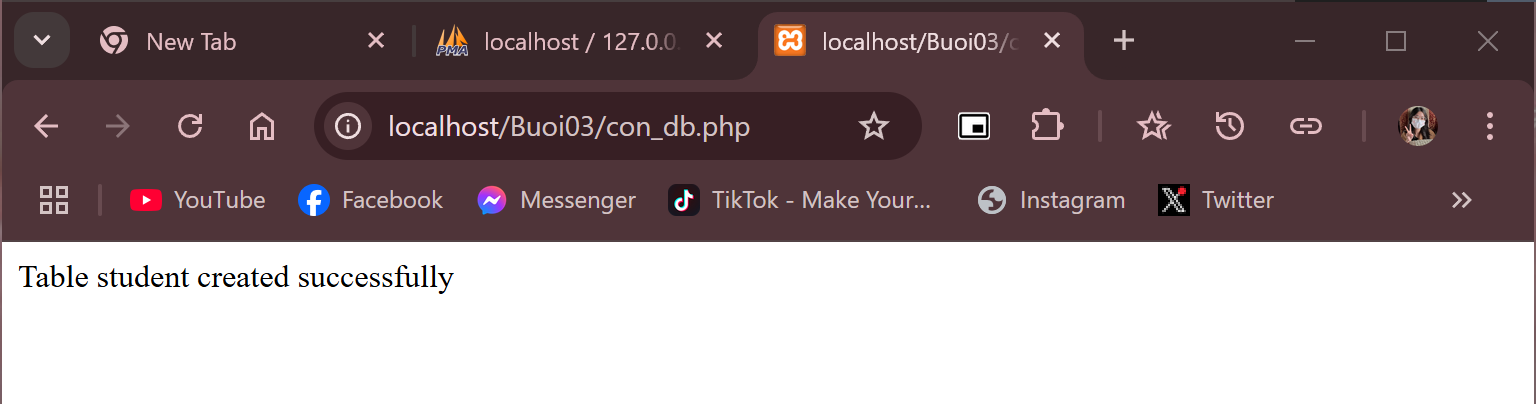 New Tab
localhost / 127.0.0.
localhost/Buoi03/c
localhost/Buoi03/con_db.php
YouTube
Facebook
Messenger
TikTok - Make Your...
Instagram
Twitter
Table student created successfully